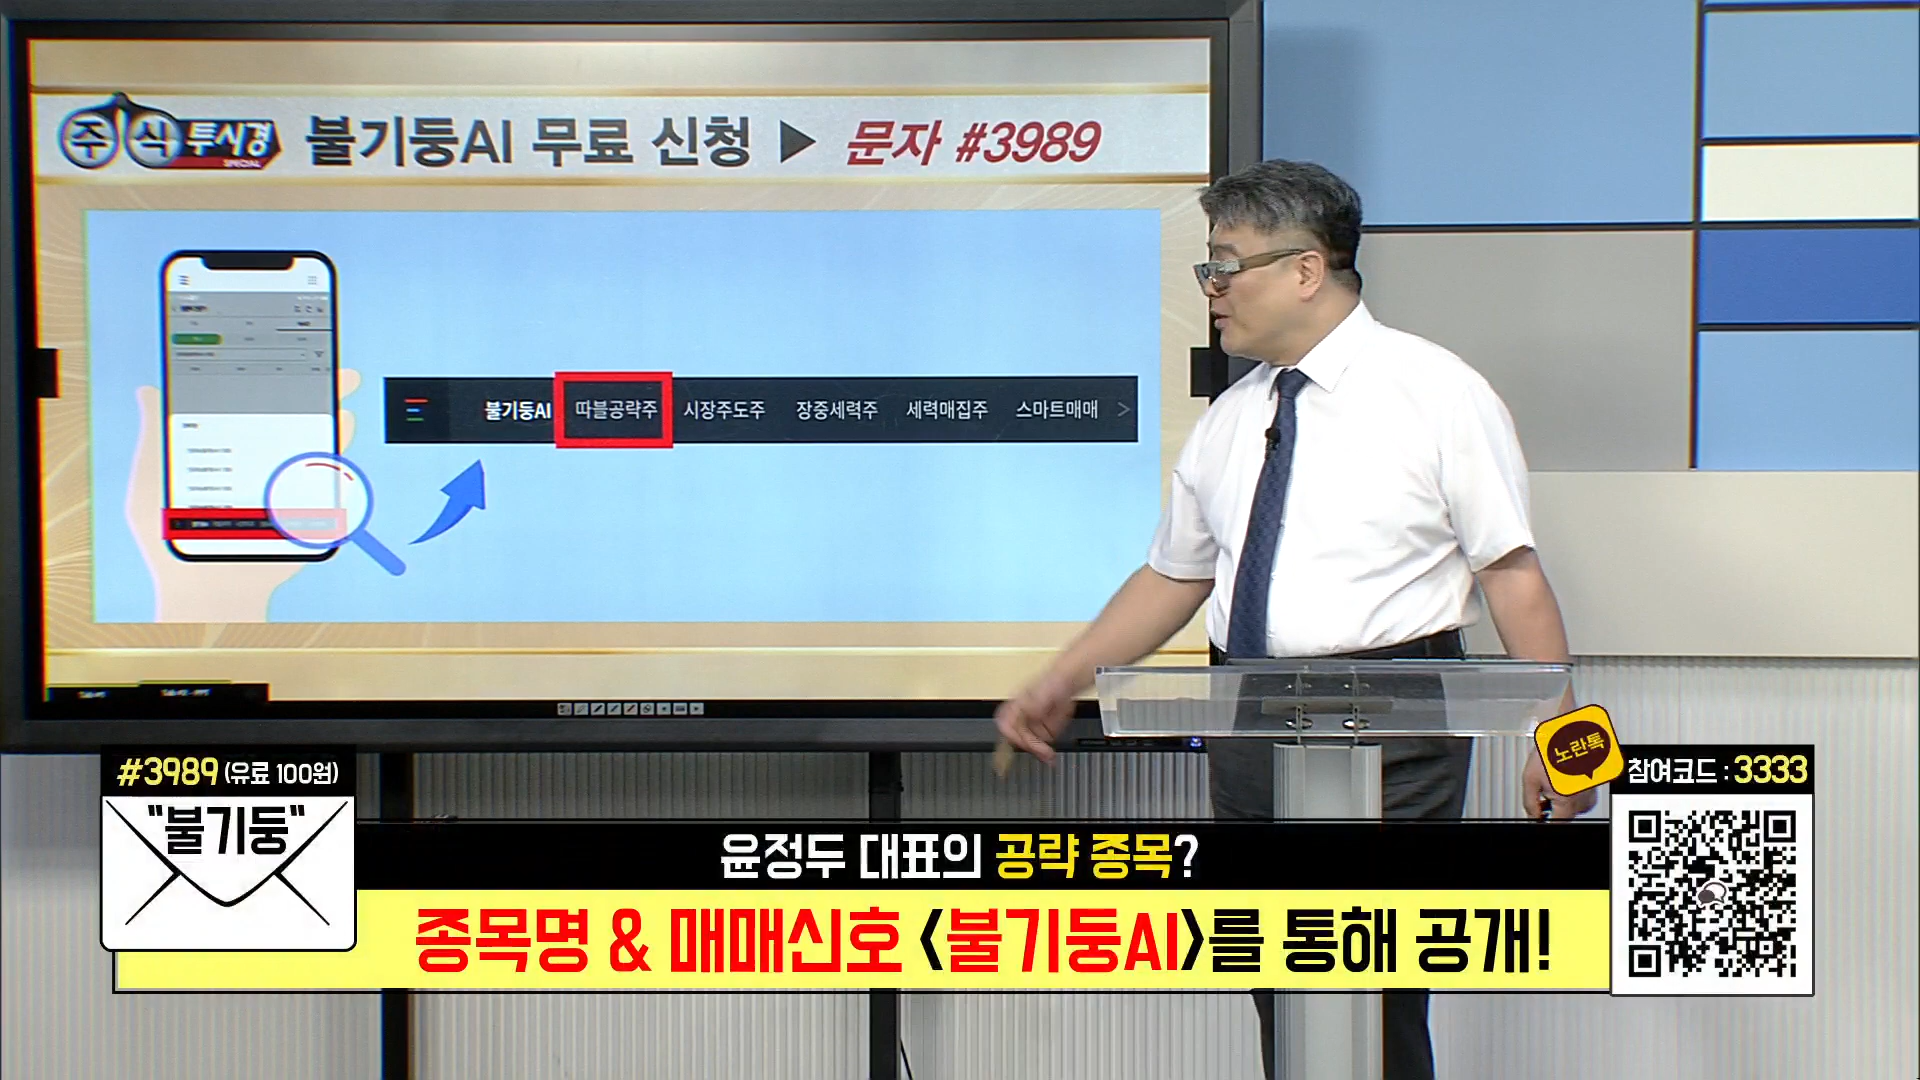 주식투시경
SPECIAL
불기둥AI 무료 신청 ▶ 문자 #3989
불기둥AI 따블공략주 시장주도주 장중세력주 세력매집주 스마트매매 >
#3989 (유료 100원)
"불기둥"
노란톡
참여코드 : 3333
윤정두 대표의 공략 종목?
종목명 & 매매신호 <불기둥AI>를 통해 공개!